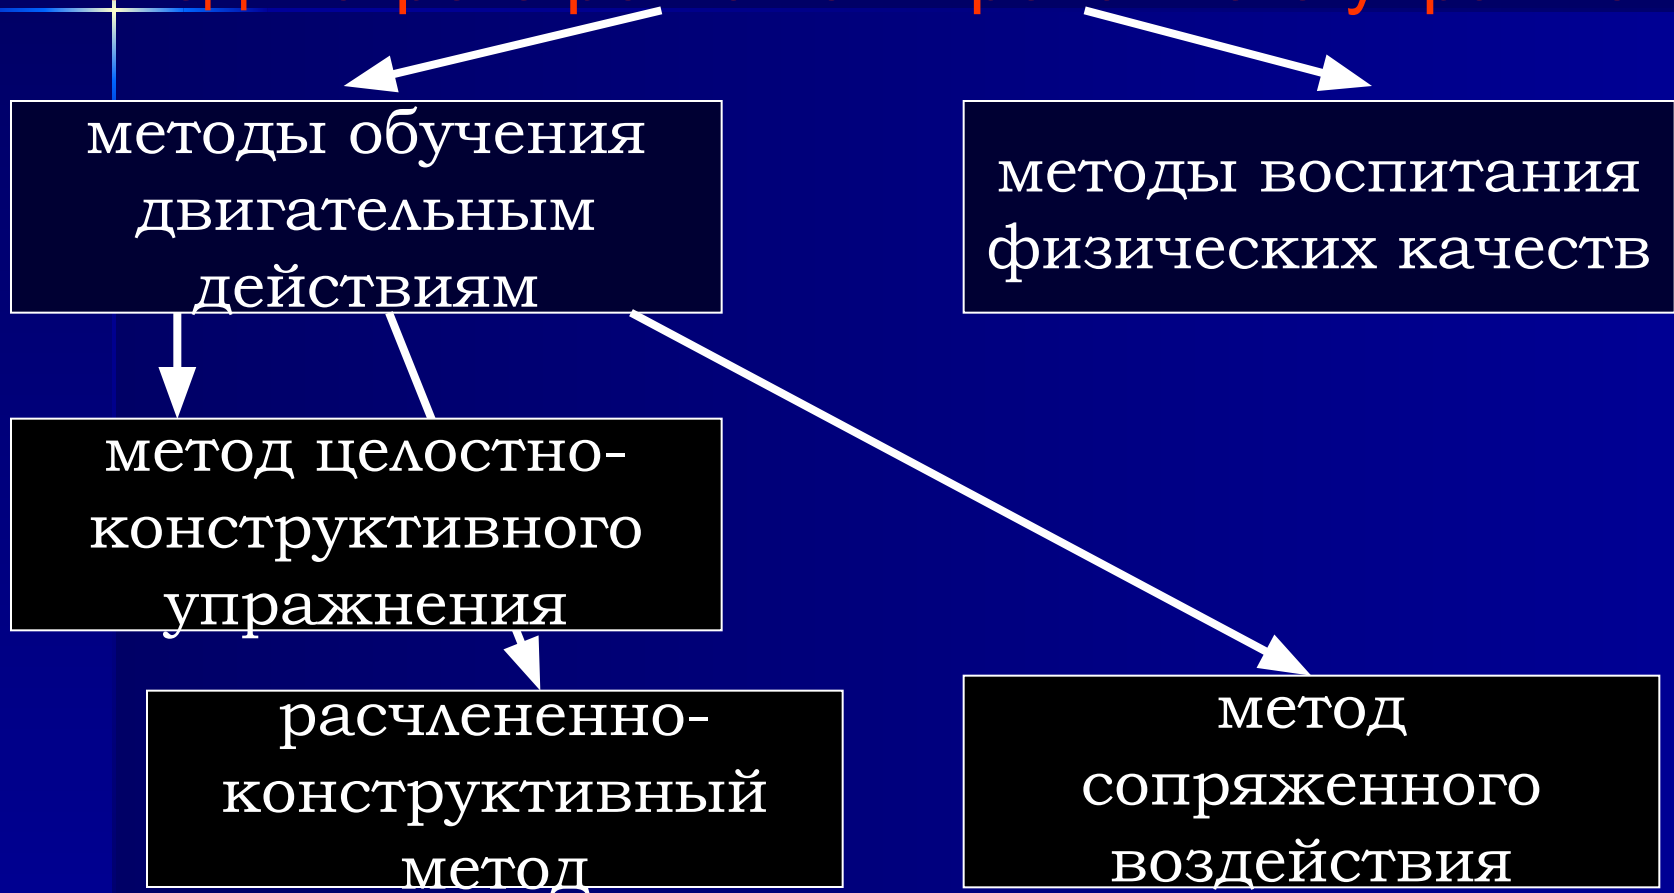 методы обучения
двигательным
действиям
методы воспитания
физических качеств
метод целостно-
конструктивного
упражнения
расчлененно-
конструктивный
метод
метод
сопряженного
воздействия